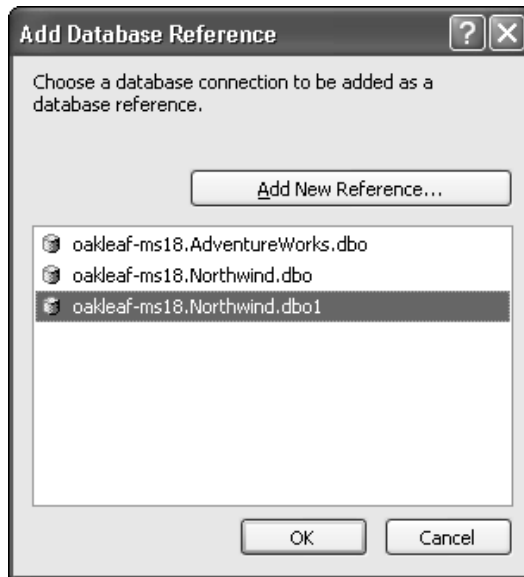 Add Database Reference
Choose a database connection to be added as a
database reference.
Add New Reference...
oakleaf-ms18.AdventureWorks.dbo
oakleaf-ms18.Northwind.dbo
oakleaf-ms18.Northwind.dbo1
OK Cancel